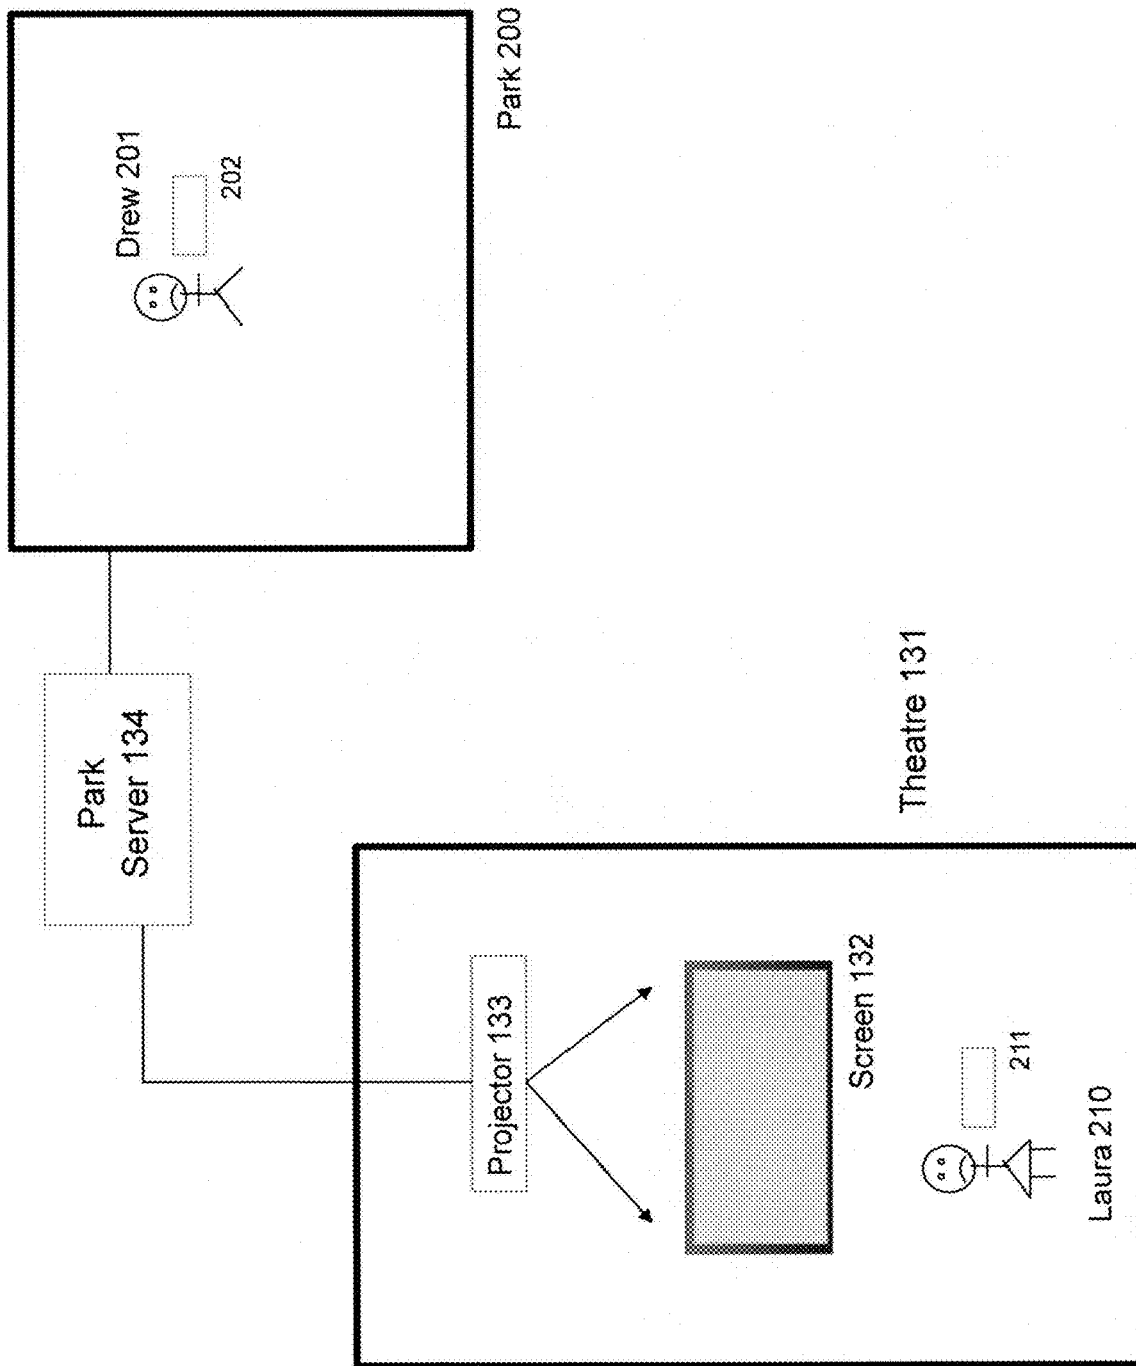 Park
Server 134
Drew 201
202
Park 200
Projector 133
Screen 132
Theatre 131
211
Laura 210